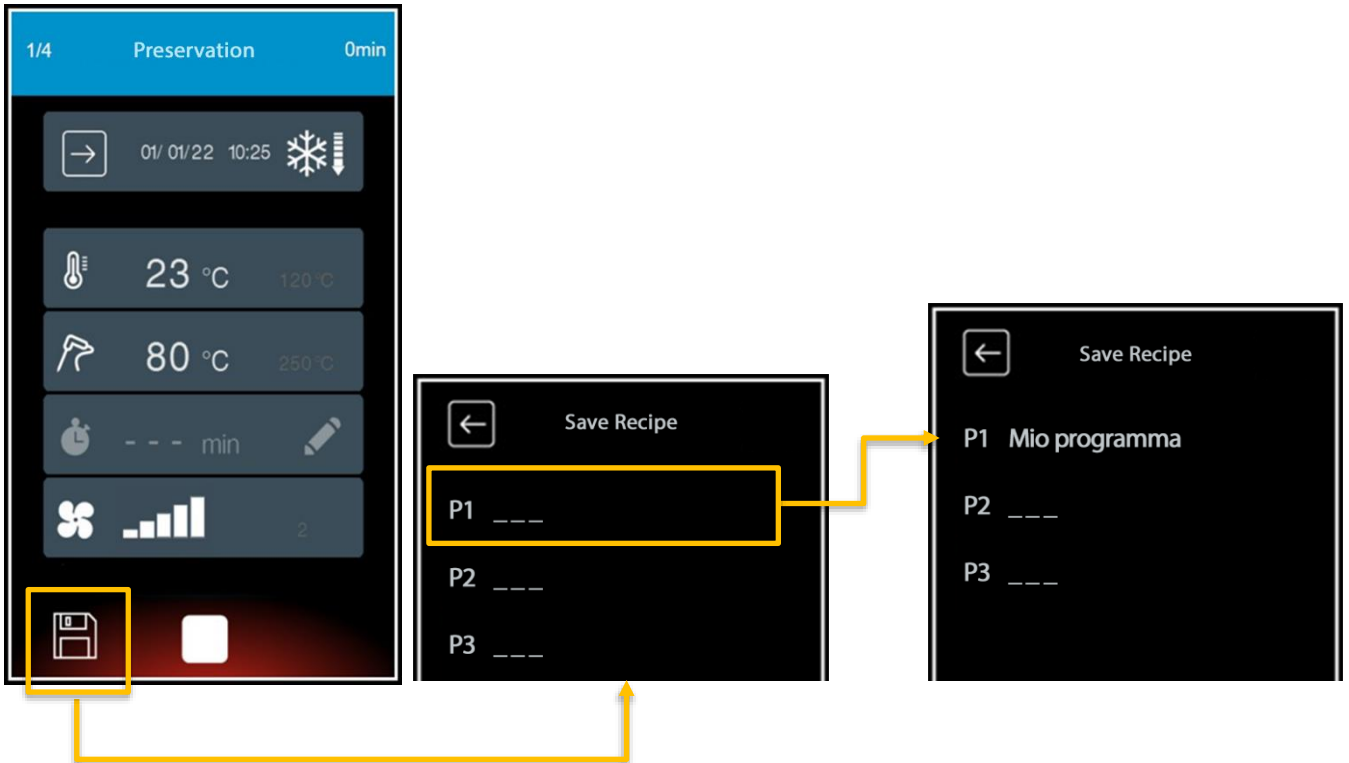 1/4 Preservation 0min
01/ 01/22 10:25
23 °C 120°C
80 °C 250°C
- - - min
2
Save Recipe
P1 _ _ _
P2 _ _ _
P3 _ _ _
Save Recipe
P1 Mio programma
P2 _ _ _
P3 _ _ _